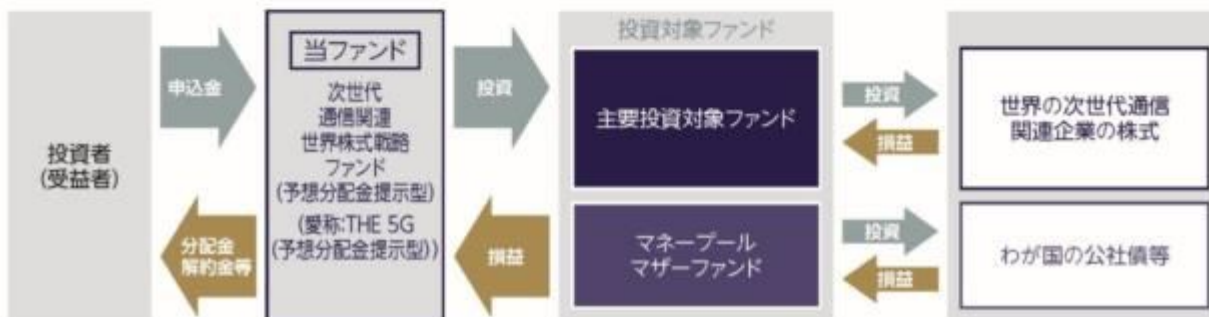 投資者
(受益者)
申込金
分配金
解約金等
当ファンド
次世代
通信関連
世界株式戦略
ファンド
(予想分配金提示型)
(愛称:THE 5G
(予想分配金提示型))
投資
損益
投資対象ファンド
主要投資対象ファンド
マネープール
マザーファンド
投資
損益
投資
損益
世界の次世代通信
関連企業の株式
わが国の公社債等